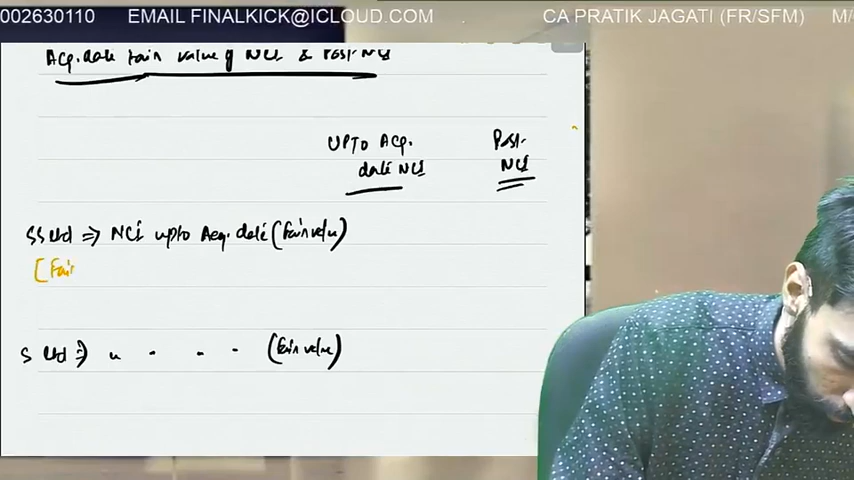 002630110 EMAIL FINALKICK@ICLOUD.COM CA PRATIK JAGATI (FR/SFM) M/
Acq. date Fair value of NCI & Post-NCI
UPTO Acq. date NCI
Post-NCI
SS Ltd ⇒ NCI upto Acq. date (Fair value)
[Fair
S Ltd ⇒ " " " " (Fair value)